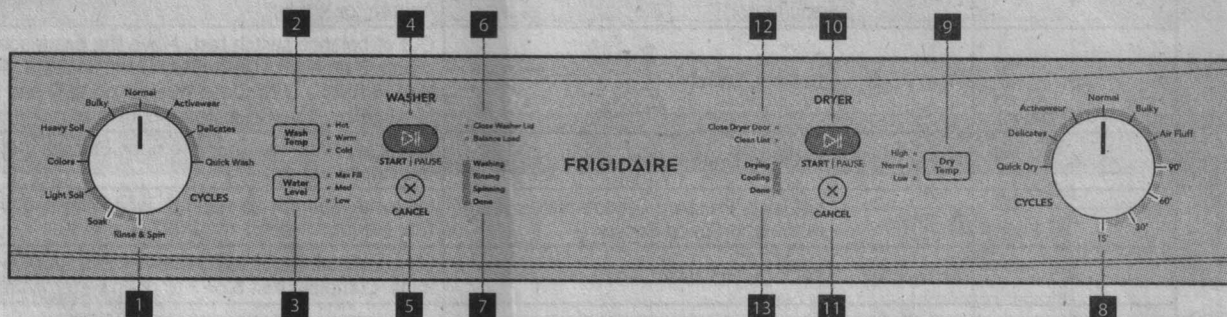 2
4
6
12
10
9
WASHER
DRYER
Normal
Bulky
Activewear
Heavy Soil
Delicates
Colors
Quick Wash
Light Soil
Soak
Rinse & Spin
CYCLES
Wash Temp
Hot
Warm
Cold
Water Level
Max Fill
Med
Low
START | PAUSE
CANCEL
Close Washer Lid
Balance Load
Washing
Rinsing
Spinning
Done
FRIGIDAIRE
Close Dryer Door
Clean Lint
Drying
Cooling
Done
START | PAUSE
CANCEL
High
Normal
Low
Dry Temp
Normal
Activewear
Bulky
Delicates
Air Fluff
Quick Dry
90'
60'
30'
15'
CYCLES
1
3
5
7
13
11
8